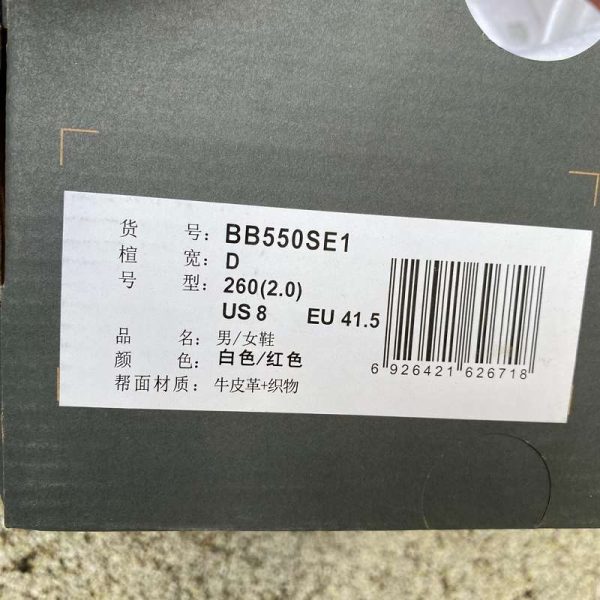 货 号: BB550SE1
楦 宽: D
号 型: 260(2.0)
US 8 EU 41.5
品 名: 男/女鞋
颜 色: 白色/红色
帮面材质: 牛皮革+织物
6 926421 626718